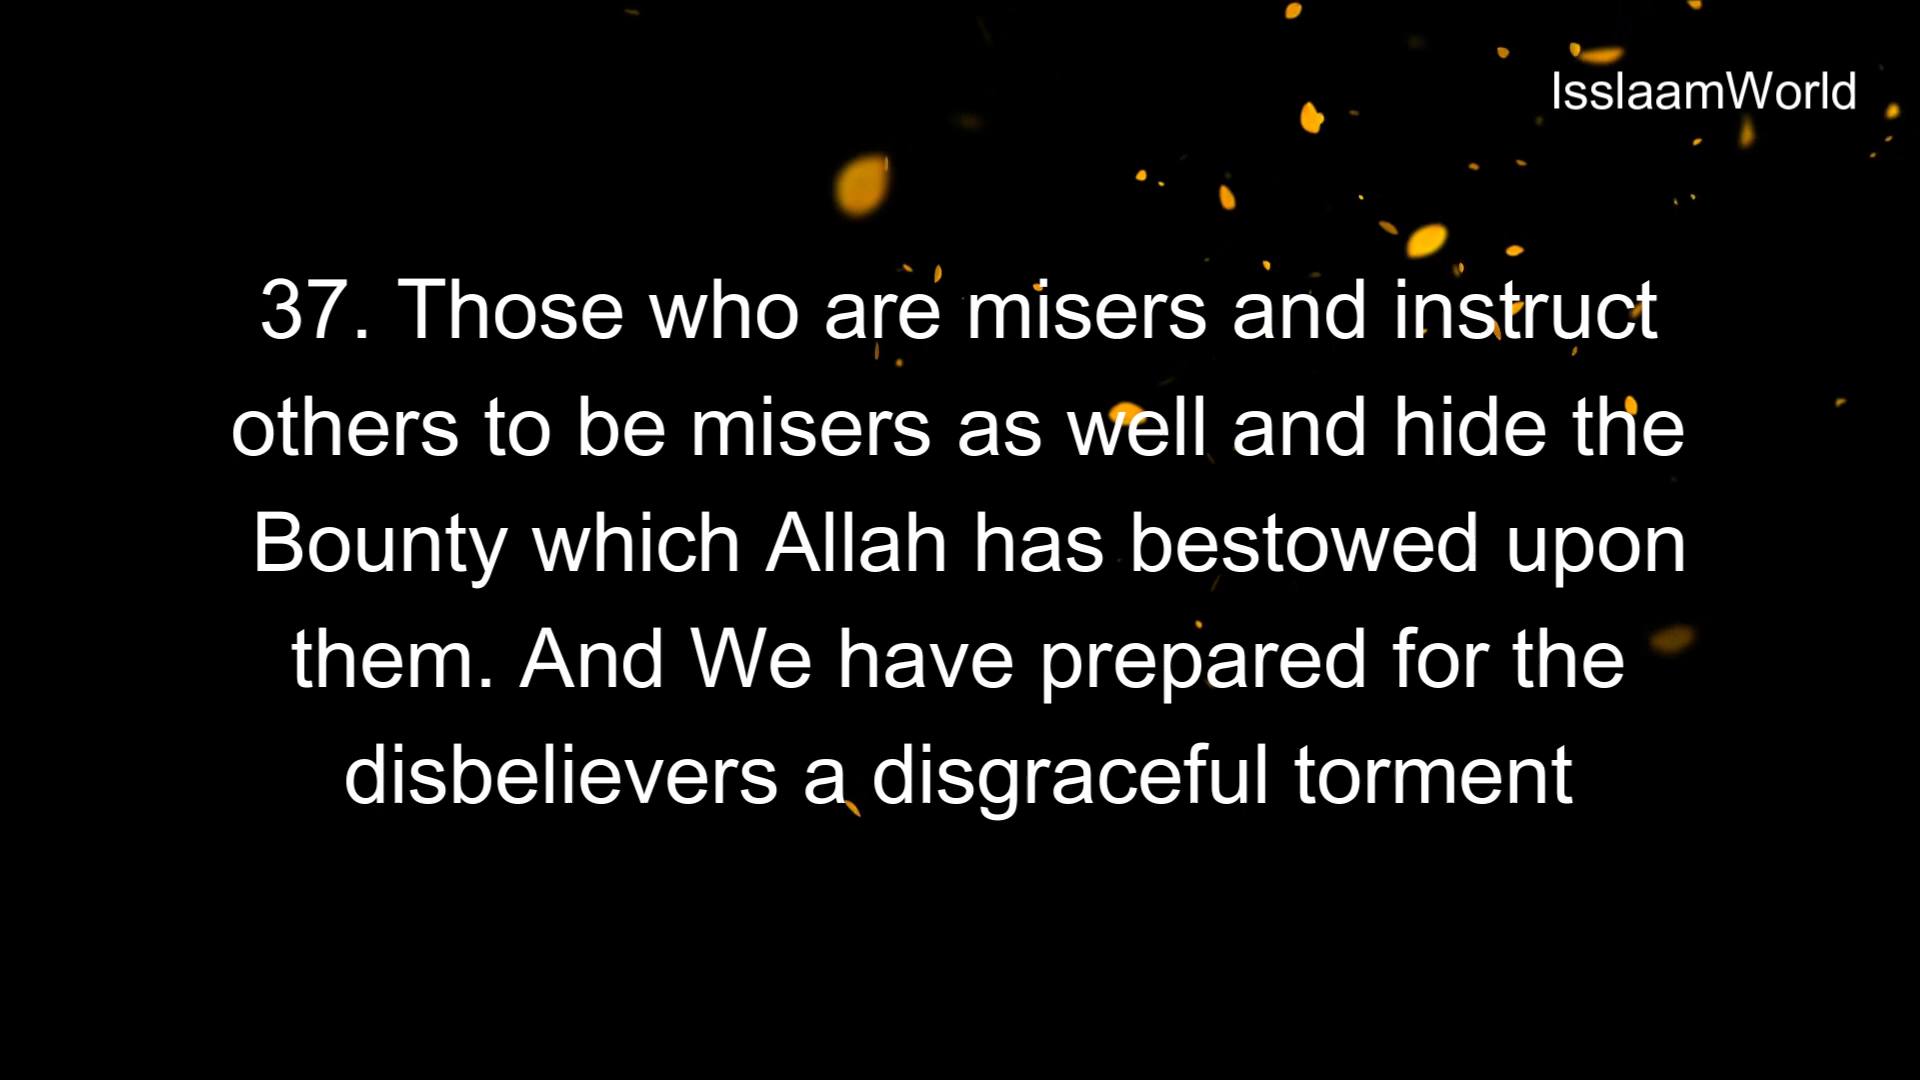 IsslaamWorld
37. Those who are misers and instruct
others to be misers as well and hide the
Bounty which Allah has bestowed upon
them. And We have prepared for the
disbelievers a disgraceful torment